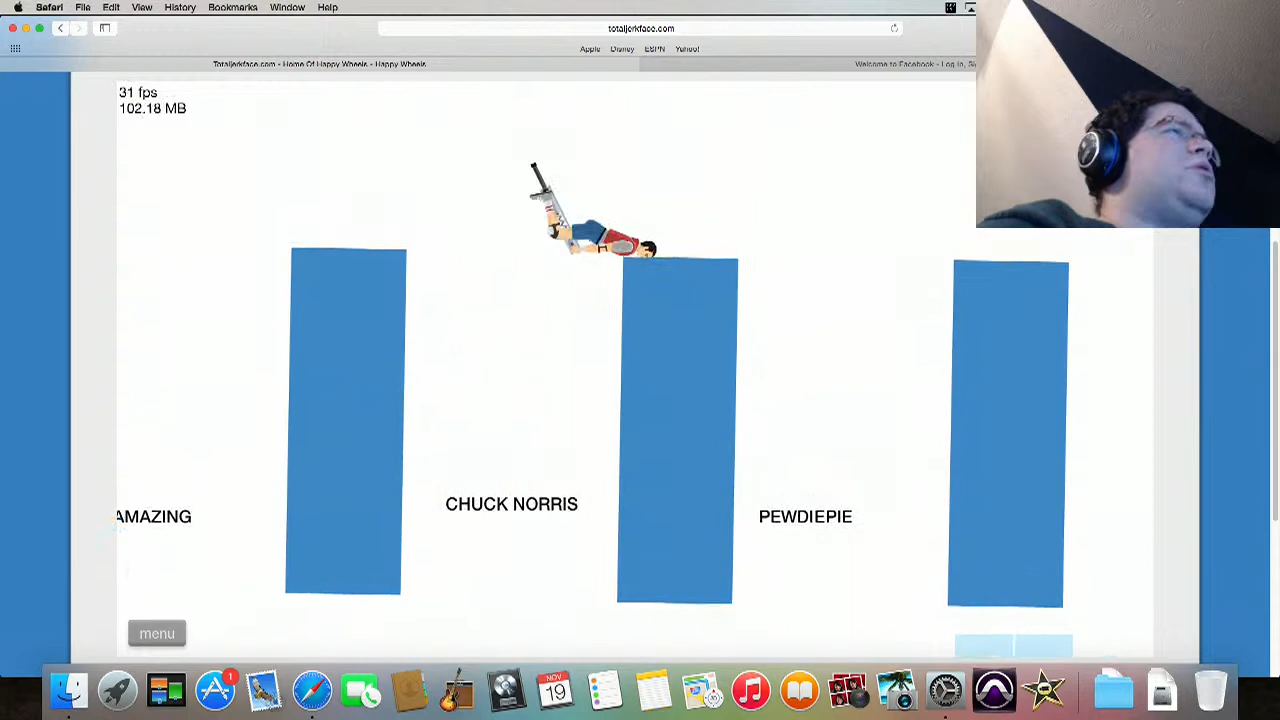 Safari File Edit View History Bookmarks Window Help
totaljerkface.com
Apple Disney ESPN Yahoo!
Totaljerkface.com - Home Of Happy Wheels - Happy Wheels
Welcome to Facebook - Log In, Si
31 fps
102.18 MB
AMAZING
CHUCK NORRIS
PEWDIEPIE
menu
1
NOV
19